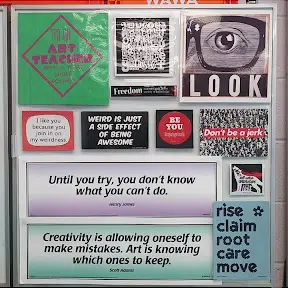 WAWA
I'M AN
ART
TEACHER
LOOK
Freedom
I like you
because you
join in on
my weirdness.
WEIRD IS JUST
A SIDE EFFECT
OF BEING
AWESOME
BE
YOU
Don't be a jerk
Until you try, you don't know
what you can't do.
Henry James
Creativity is allowing oneself to
make mistakes. Art is knowing
which ones to keep.
Scott Adams
rise
claim
root
care
move